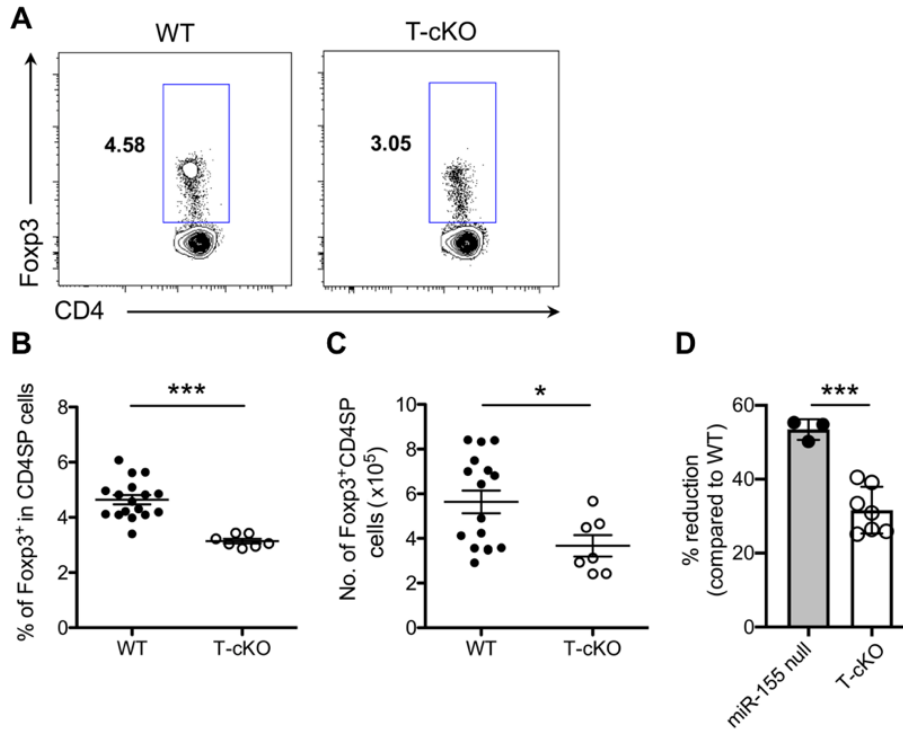 A
WT
T-cKO
Foxp3
4.58
3.05
CD4
B
% of Foxp3⁺ in CD4SP cells
8
6
4
2
0
***
WT
T-cKO
C
No. of Foxp3⁺CD4SP
cells (x10⁵)
10
8
6
4
2
0
*
WT
T-cKO
D
% reduction
(compared to WT)
60
40
20
0
***
miR-155 null
T-cKO